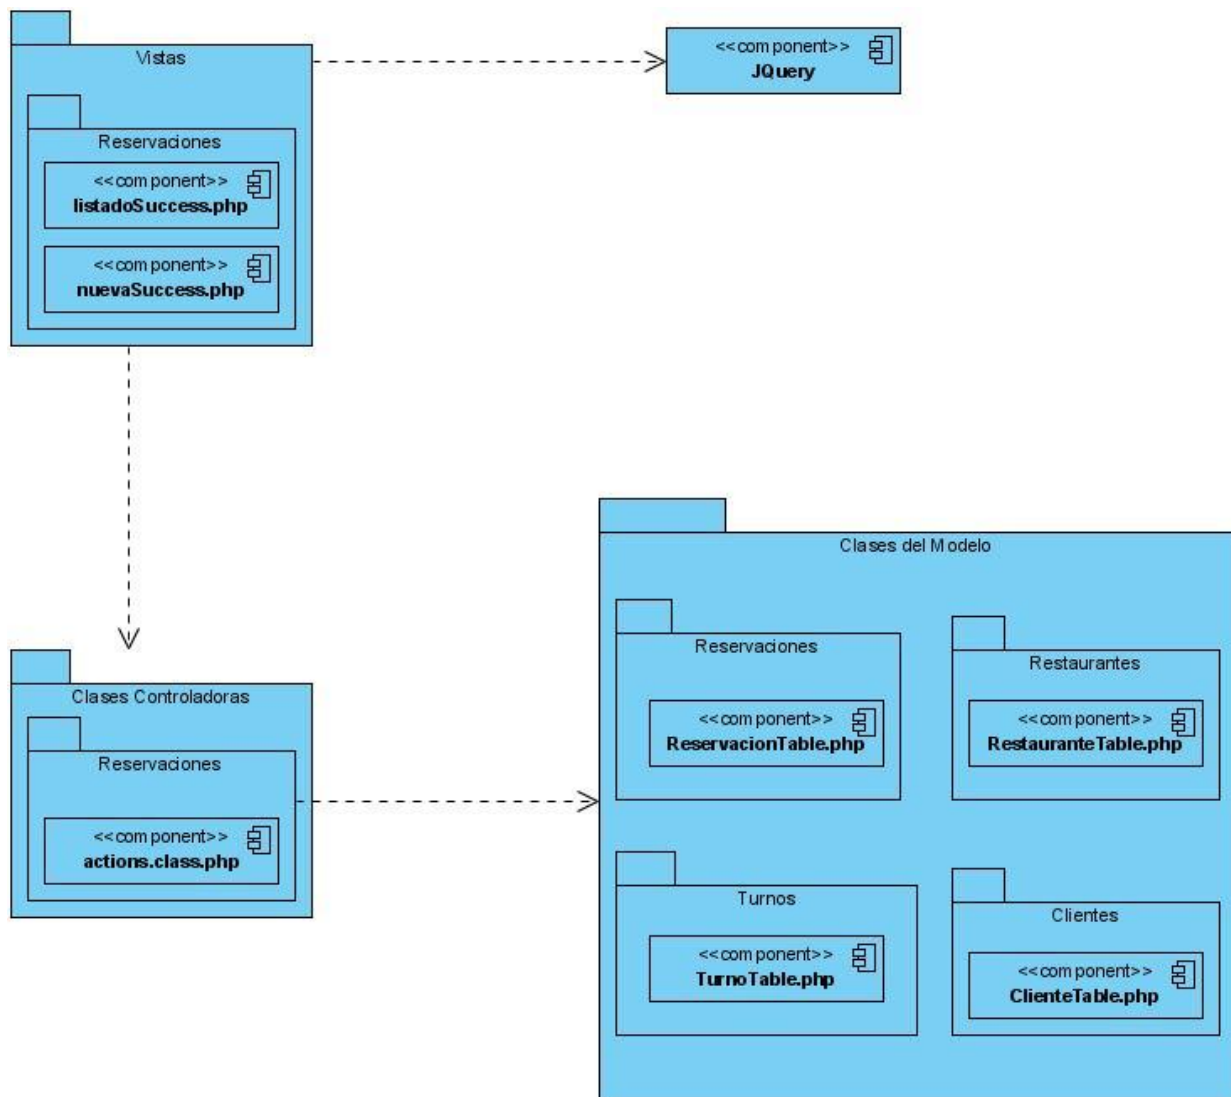 Vistas
Reservaciones
<<component>>
listadoSuccess.php
<<component>>
nuevaSuccess.php
<<component>>
JQuery
Clases Controladoras
Reservaciones
<<component>>
actions.class.php
Clases del Modelo
Reservaciones
<<component>>
ReservacionTable.php
Restaurantes
<<component>>
RestauranteTable.php
Turnos
<<component>>
TurnoTable.php
Clientes
<<component>>
ClienteTable.php